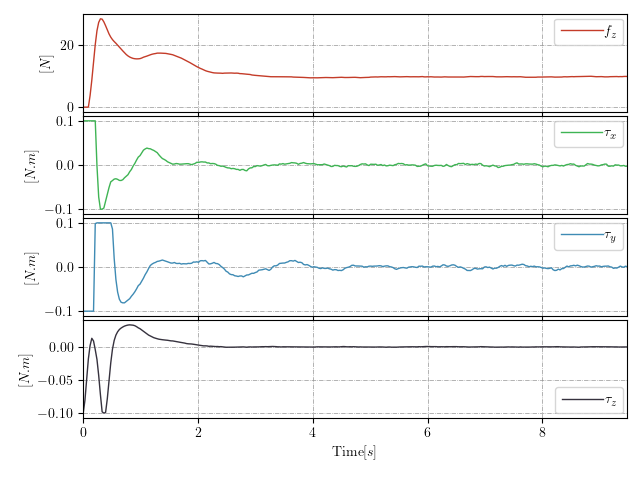 [N]
20
0
f_z
[N.m]
0.1
0.0
−0.1
τ_x
[N.m]
0.1
0.0
−0.1
τ_y
[N.m]
0.00
−0.05
−0.10
τ_z
0 2 4 6 8
Time[s]